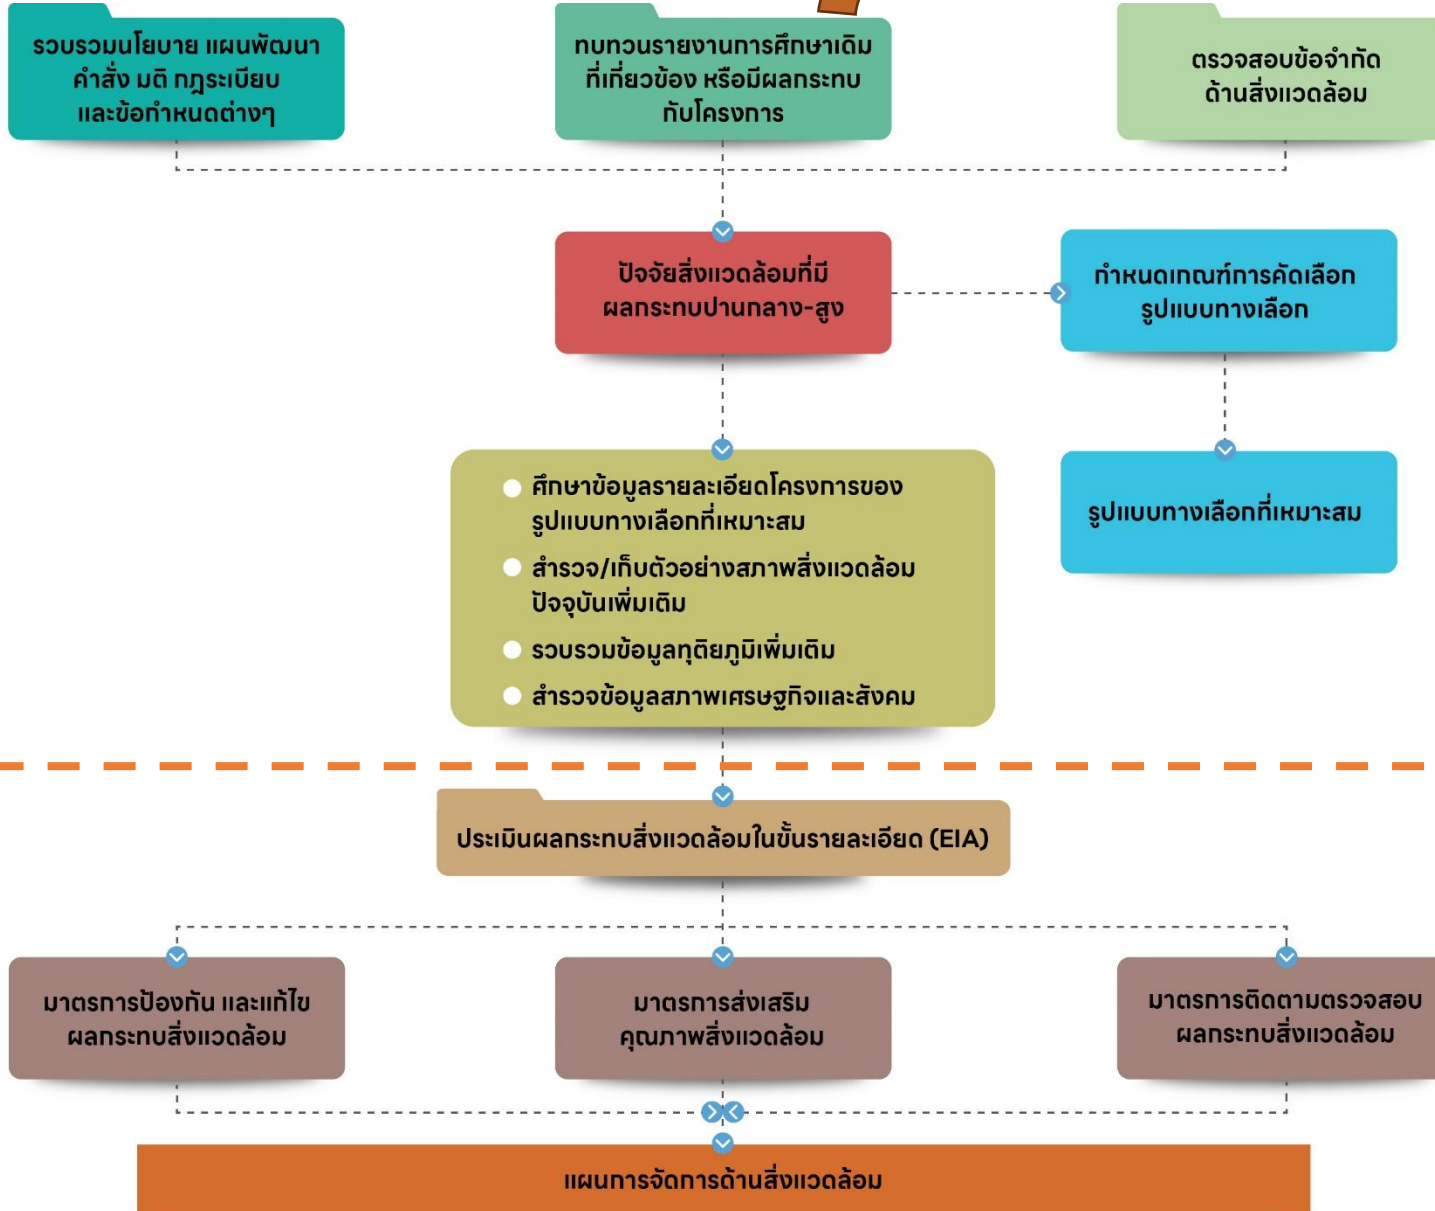 รวบรวมนโยบาย แผนพัฒนา
คำสั่ง มติ กฎระเบียบ
และข้อกำหนดต่างๆ
ทบทวนรายงานการศึกษาเดิม
ที่เกี่ยวข้อง หรือมีผลกระทบ
กับโครงการ
ตรวจสอบข้อจำกัด
ด้านสิ่งแวดล้อม
ปัจจัยสิ่งแวดล้อมที่มี
ผลกระทบปานกลาง-สูง
กำหนดเกณฑ์การคัดเลือก
รูปแบบทางเลือก
ศึกษาข้อมูลรายละเอียดโครงการของ
รูปแบบทางเลือกที่เหมาะสม
สำรวจ/เก็บตัวอย่างสภาพสิ่งแวดล้อม
ปัจจุบันเพิ่มเติม
รวบรวมข้อมูลทุติยภูมิเพิ่มเติม
สำรวจข้อมูลสภาพเศรษฐกิจและสังคม
รูปแบบทางเลือกที่เหมาะสม
ประเมินผลกระทบสิ่งแวดล้อมในขั้นรายละเอียด (EIA)
มาตรการป้องกัน และแก้ไข
ผลกระทบสิ่งแวดล้อม
มาตรการส่งเสริม
คุณภาพสิ่งแวดล้อม
มาตรการติดตามตรวจสอบ
ผลกระทบสิ่งแวดล้อม
แผนการจัดการด้านสิ่งแวดล้อม